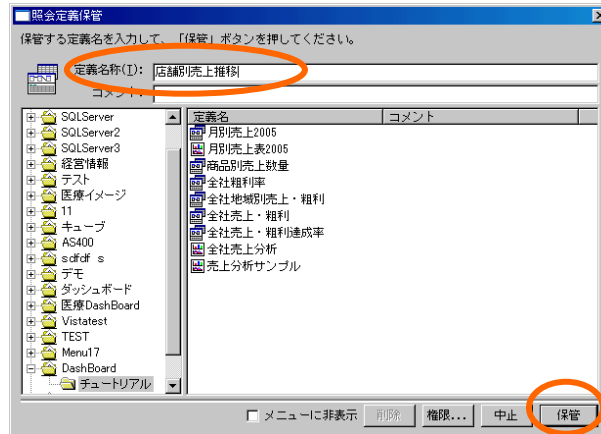 照会定義保管
保管する定義名を入力して、「保管」ボタンを押してください。
定義名称(I): 店舗別売上推移
コメント:
定義名 コメント
SQLServer
SQLServer2
SQLServer3
経営情報
テスト
医療イメージ
11
キューブ
AS400
sdfdf s
デモ
ダッシュボード
医療DashBoard
Vistatest
TEST
Menu17
DashBoard
チュートリアル
月別売上2005
月別売上表2005
商品別売上数量
全社粗利率
全社地域別売上・粗利
全社売上・粗利
全社売上・粗利達成率
全社売上分析
売上分析サンプル
メニューに非表示 削除 権限... 中止 保管